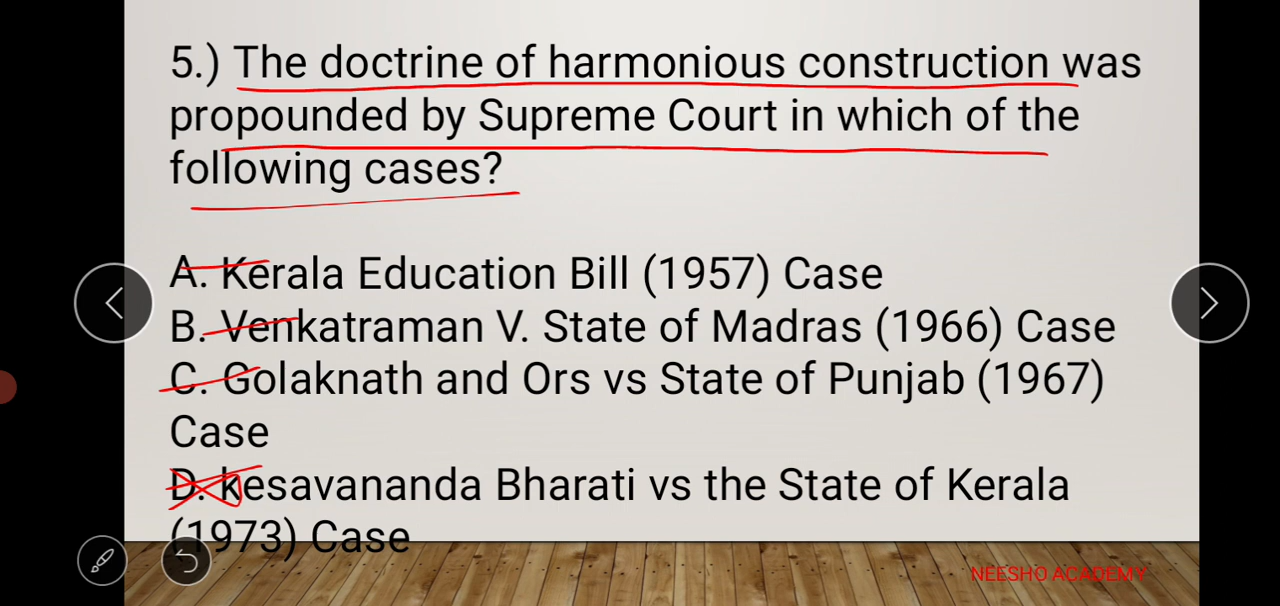 5.) The doctrine of harmonious construction was
propounded by Supreme Court in which of the
following cases?
A. Kerala Education Bill (1957) Case
B. Venkatraman V. State of Madras (1966) Case
C. Golaknath and Ors vs State of Punjab (1967)
Case
D. kesavananda Bharati vs the State of Kerala
(1973) Case
NEESHO ACADEMY